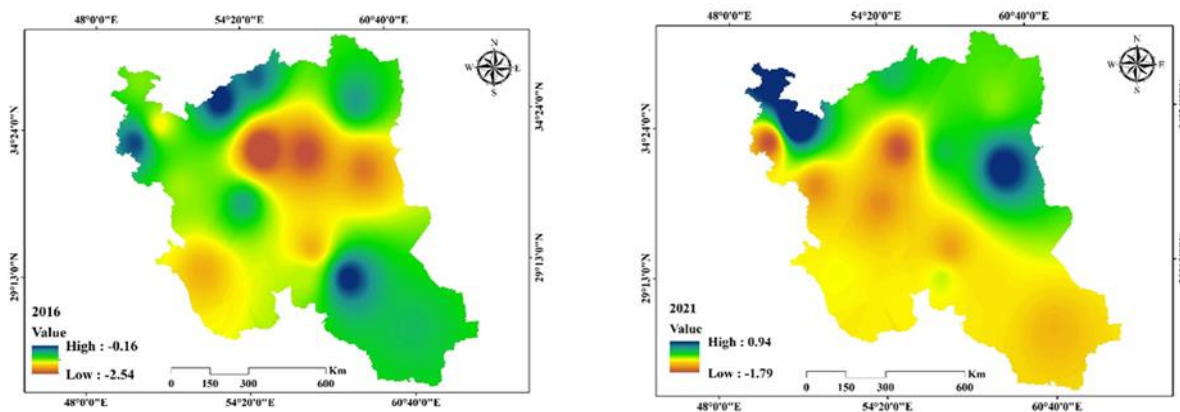 48°0'0"E 54°20'0"E 60°40'0"E
N
W E
S
34°24'0"N 34°24'0"N
29°13'0"N 29°13'0"N
2016
Value
High : -0.16
Low : -2.54
Km
0 150 300 600
48°0'0"E 54°20'0"E 60°40'0"E
48°0'0"E 54°20'0"E 60°40'0"E
N
W E
S
34°24'0"N
29°13'0"N
2021
Value
High : 0.94
Low : -1.79
Km
0 150 300 600
48°0'0"E 54°20'0"E 60°40'0"E